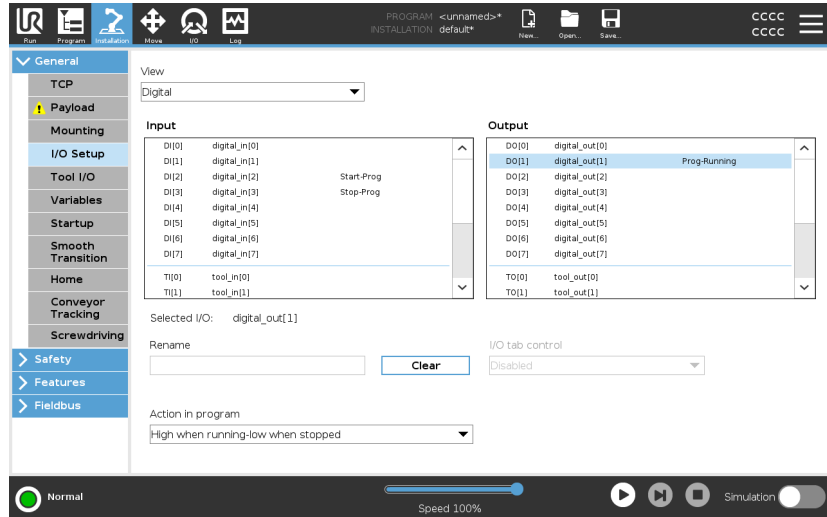 UR
Run
Program
Installation
Move
I/O
Log
PROGRAM <unnamed>*
INSTALLATION default*
New...
Open...
Save...
cccc
cccc
General
TCP
Payload
Mounting
I/O Setup
Tool I/O
Variables
Startup
Smooth
Transition
Home
Conveyor
Tracking
Screwdriving
Safety
Features
Fieldbus
View
Digital
Input
DI[0] digital_in[0]
DI[1] digital_in[1]
DI[2] digital_in[2] Start-Prog
DI[3] digital_in[3] Stop-Prog
DI[4] digital_in[4]
DI[5] digital_in[5]
DI[6] digital_in[6]
DI[7] digital_in[7]
TI[0] tool_in[0]
TI[1] tool_in[1]
Output
DO[0] digital_out[0]
DO[1] digital_out[1] Prog-Running
DO[2] digital_out[2]
DO[3] digital_out[3]
DO[4] digital_out[4]
DO[5] digital_out[5]
DO[6] digital_out[6]
DO[7] digital_out[7]
TO[0] tool_out[0]
TO[1] tool_out[1]
Selected I/O: digital_out[1]
Rename
Clear
I/O tab control
Disabled
Action in program
High when running-low when stopped
Normal
Speed 100%
Simulation